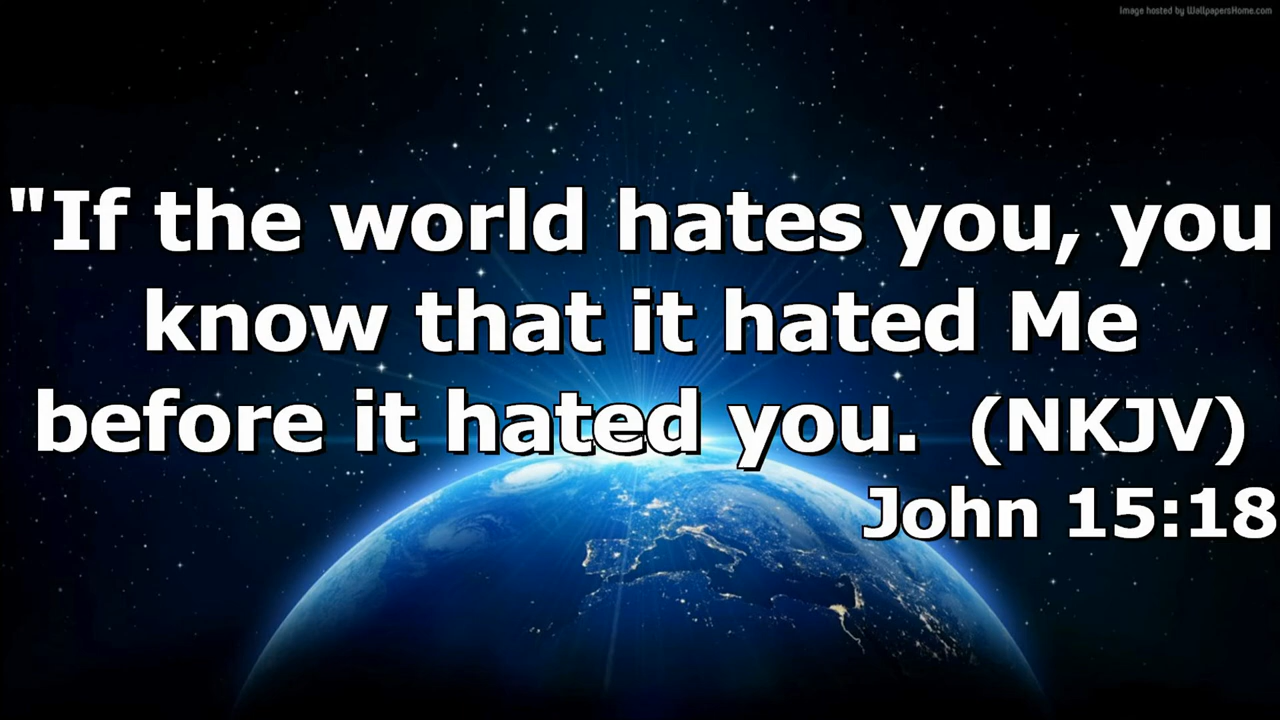 Image hosted by WallpapersHome.com
"If the world hates you, you
know that it hated Me
before it hated you.  (NKJV)
John 15:18